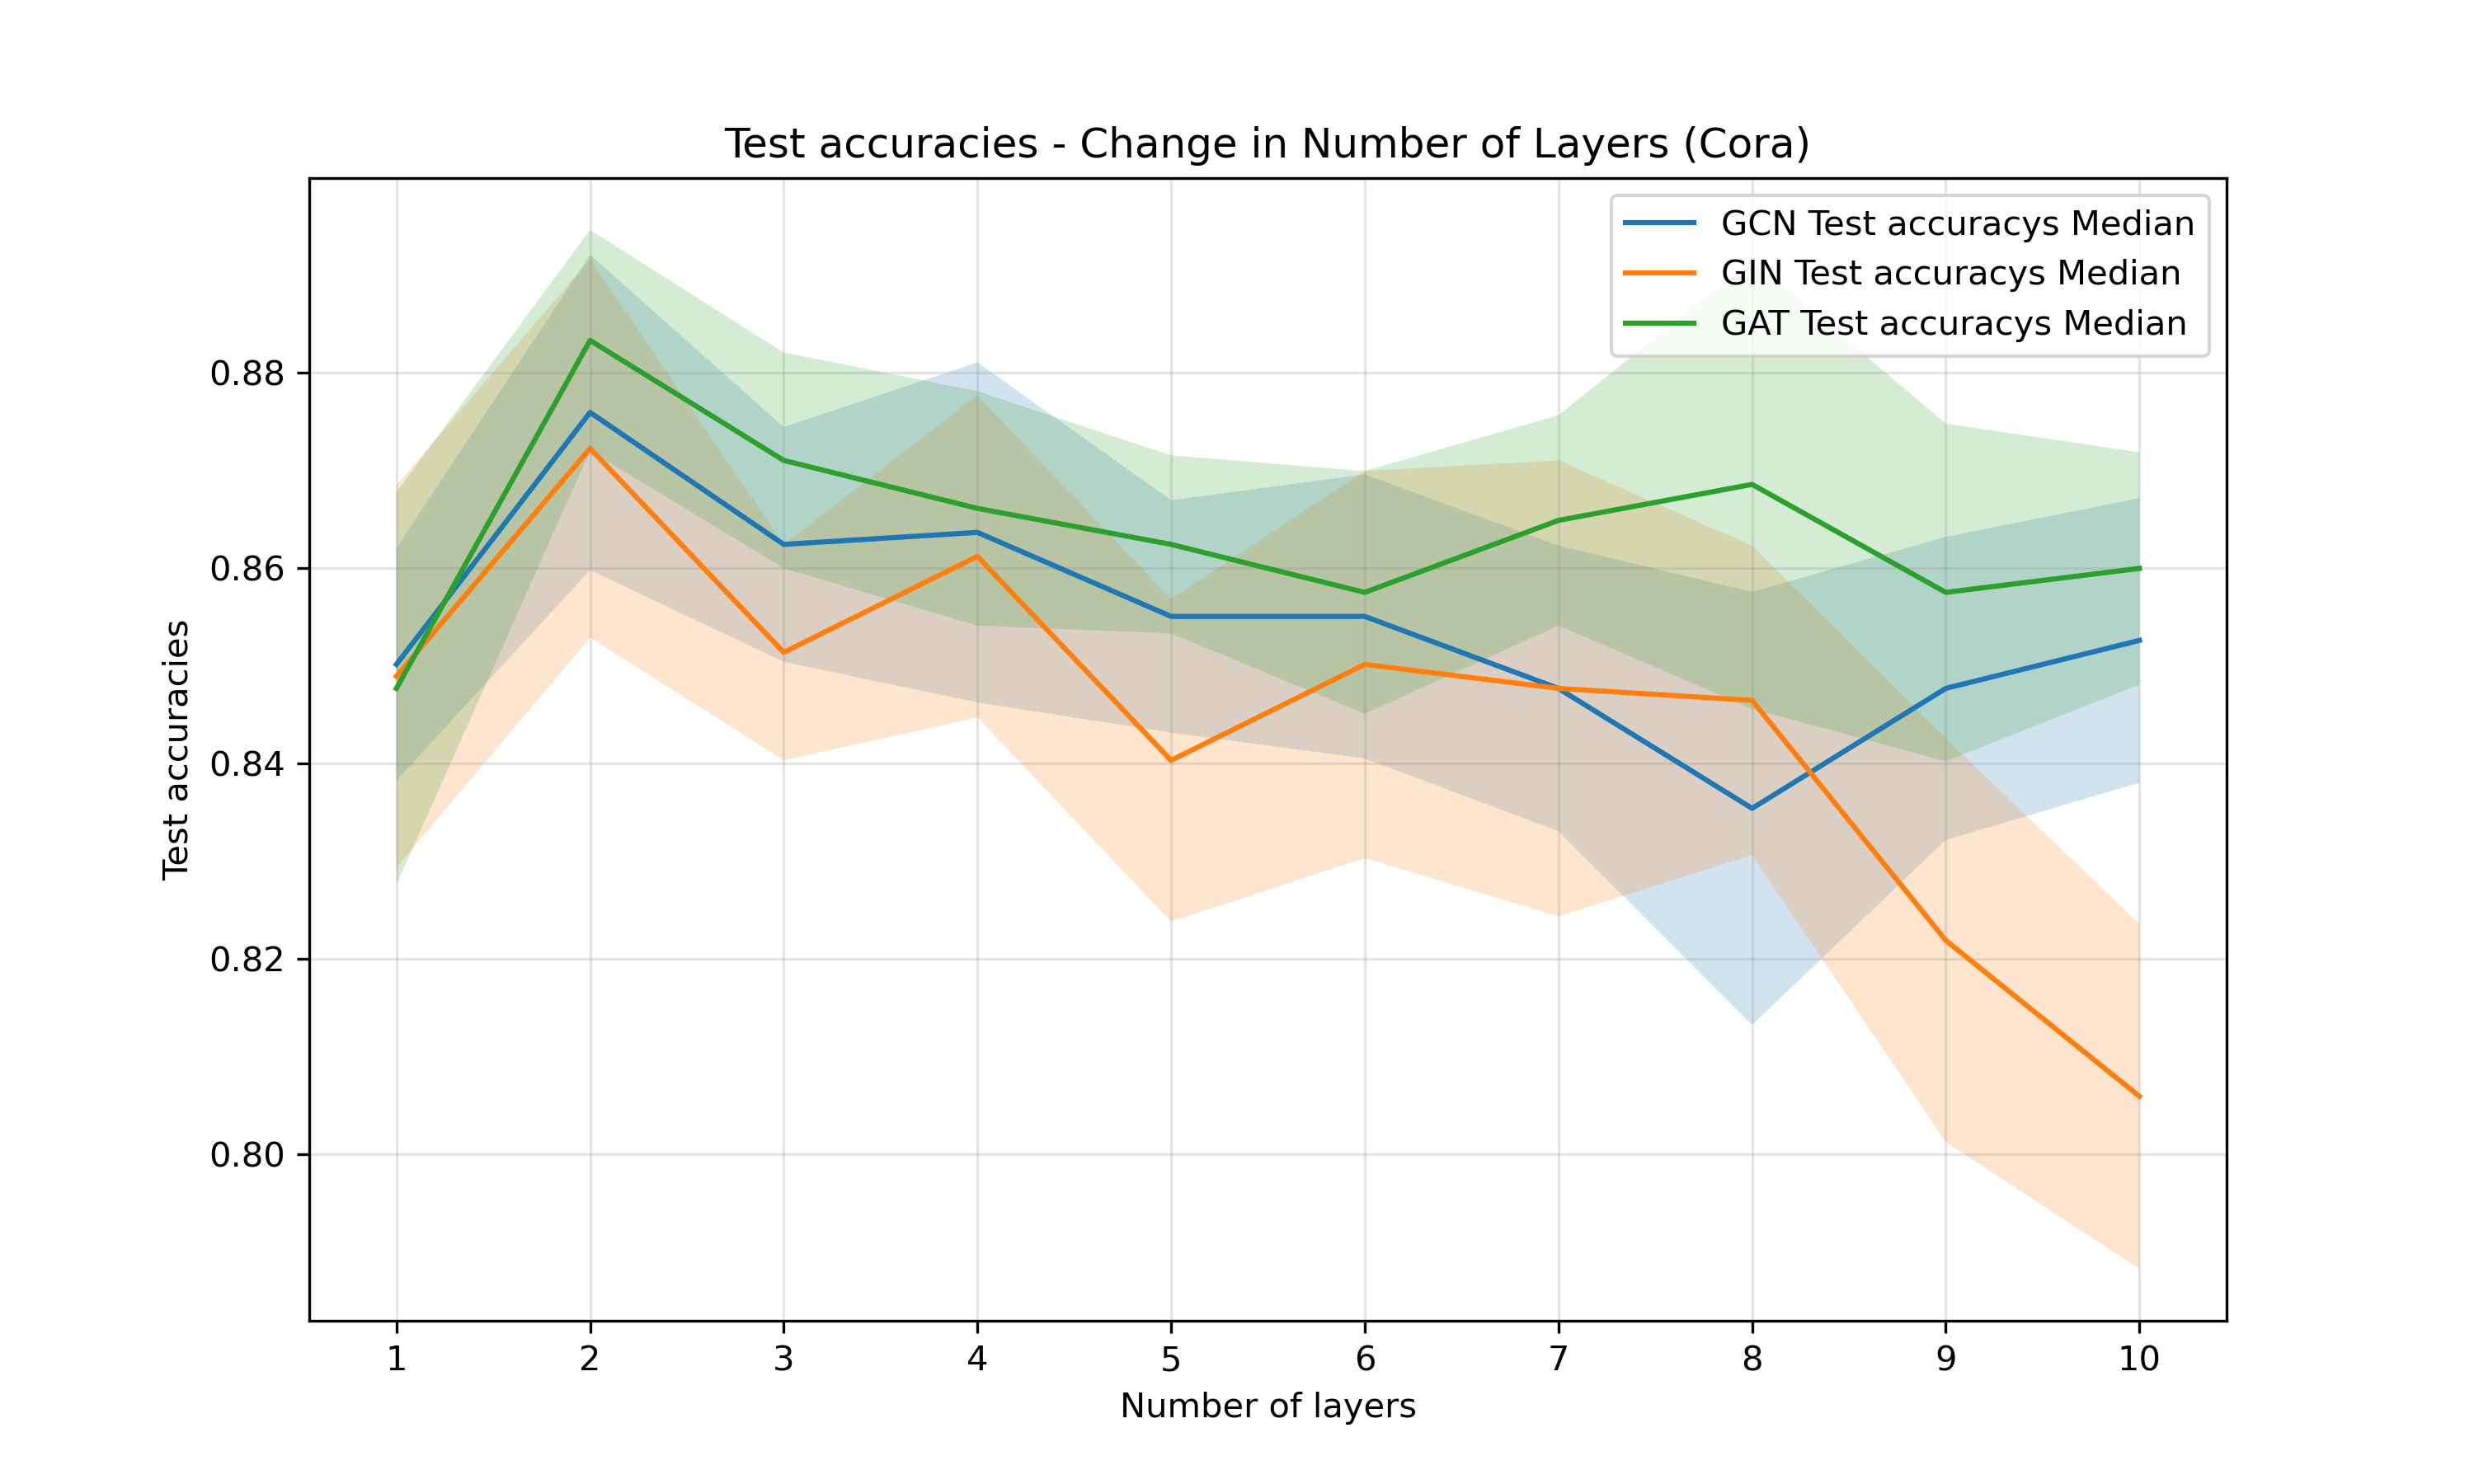 Test accuracies - Change in Number of Layers (Cora)
GCN Test accuracys Median
GIN Test accuracys Median
GAT Test accuracys Median
0.88
0.86
0.84
0.82
0.80
Test accuracies
1 2 3 4 5 6 7 8 9 10
Number of layers